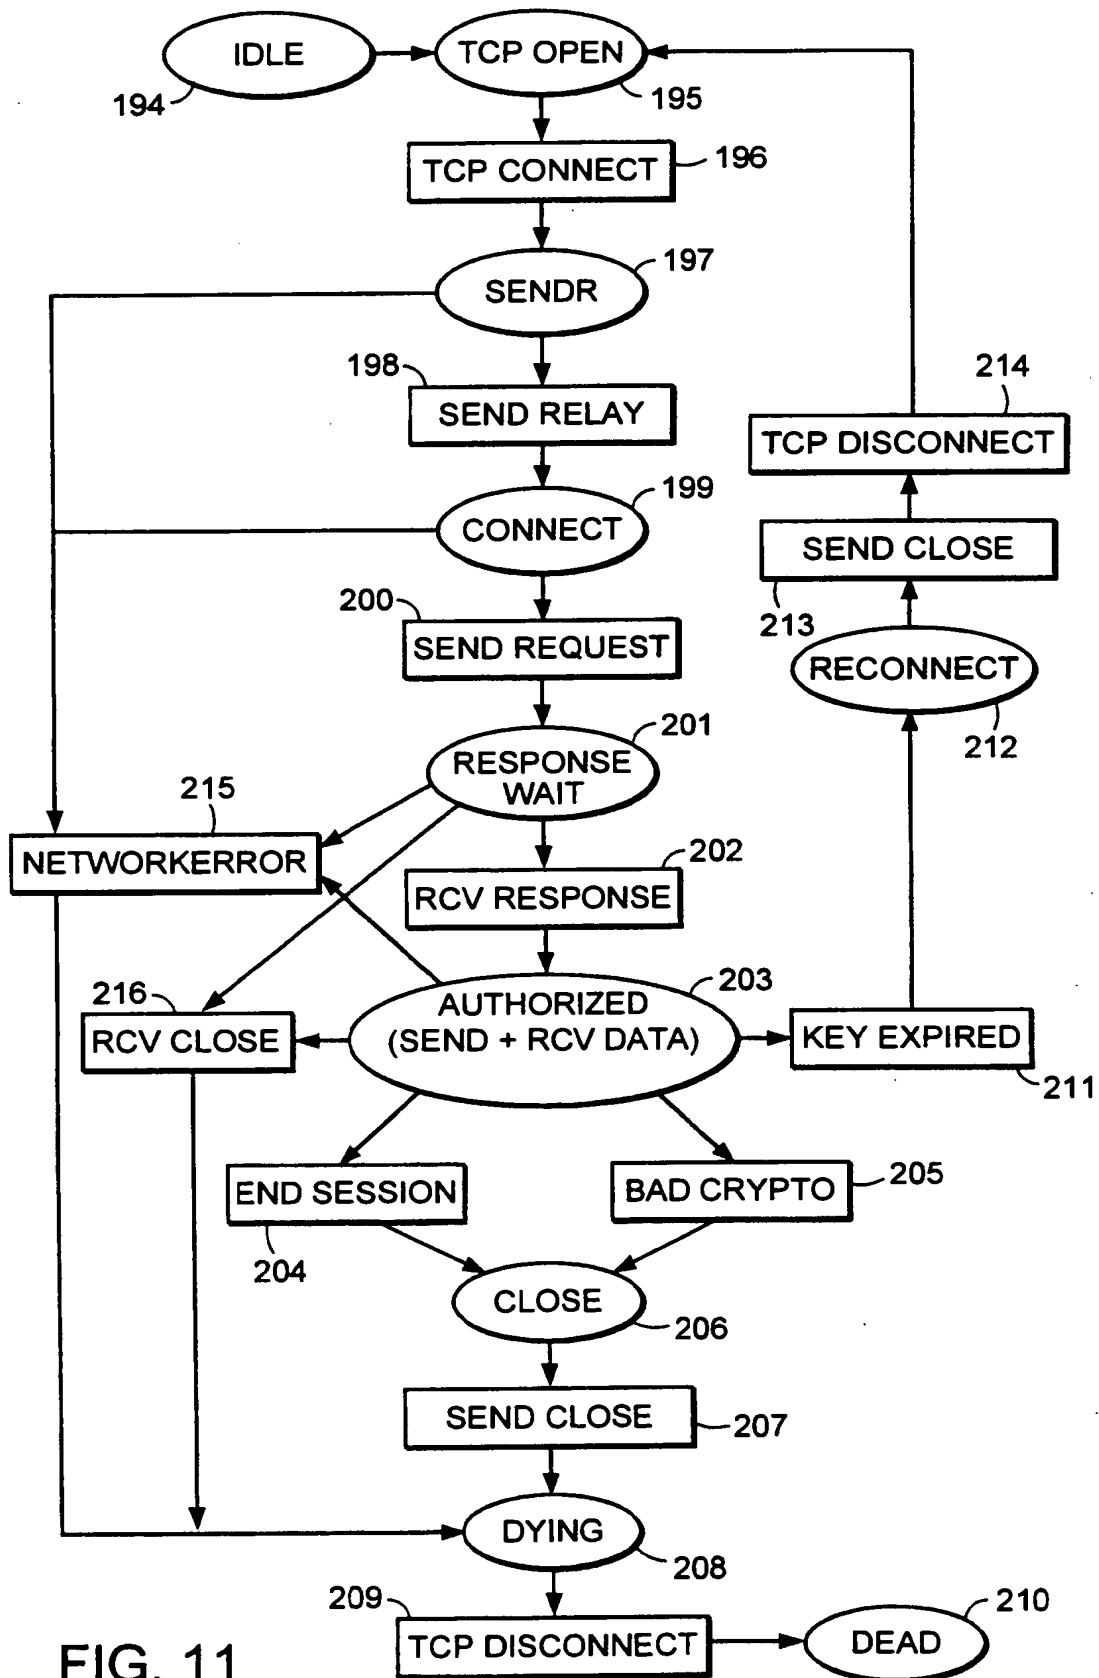 IDLE
194
TCP OPEN
195
TCP CONNECT
196
SENDR
197
198
SEND RELAY
CONNECT
199
200
SEND REQUEST
RESPONSE
WAIT
201
215
NETWORKERROR
202
RCV RESPONSE
216
RCV CLOSE
AUTHORIZED
(SEND + RCV DATA)
203
KEY EXPIRED
211
RECONNECT
212
SEND CLOSE
213
TCP DISCONNECT
214
END SESSION
204
BAD CRYPTO
205
CLOSE
206
SEND CLOSE
207
DYING
208
209
TCP DISCONNECT
DEAD
210
FIG. 11